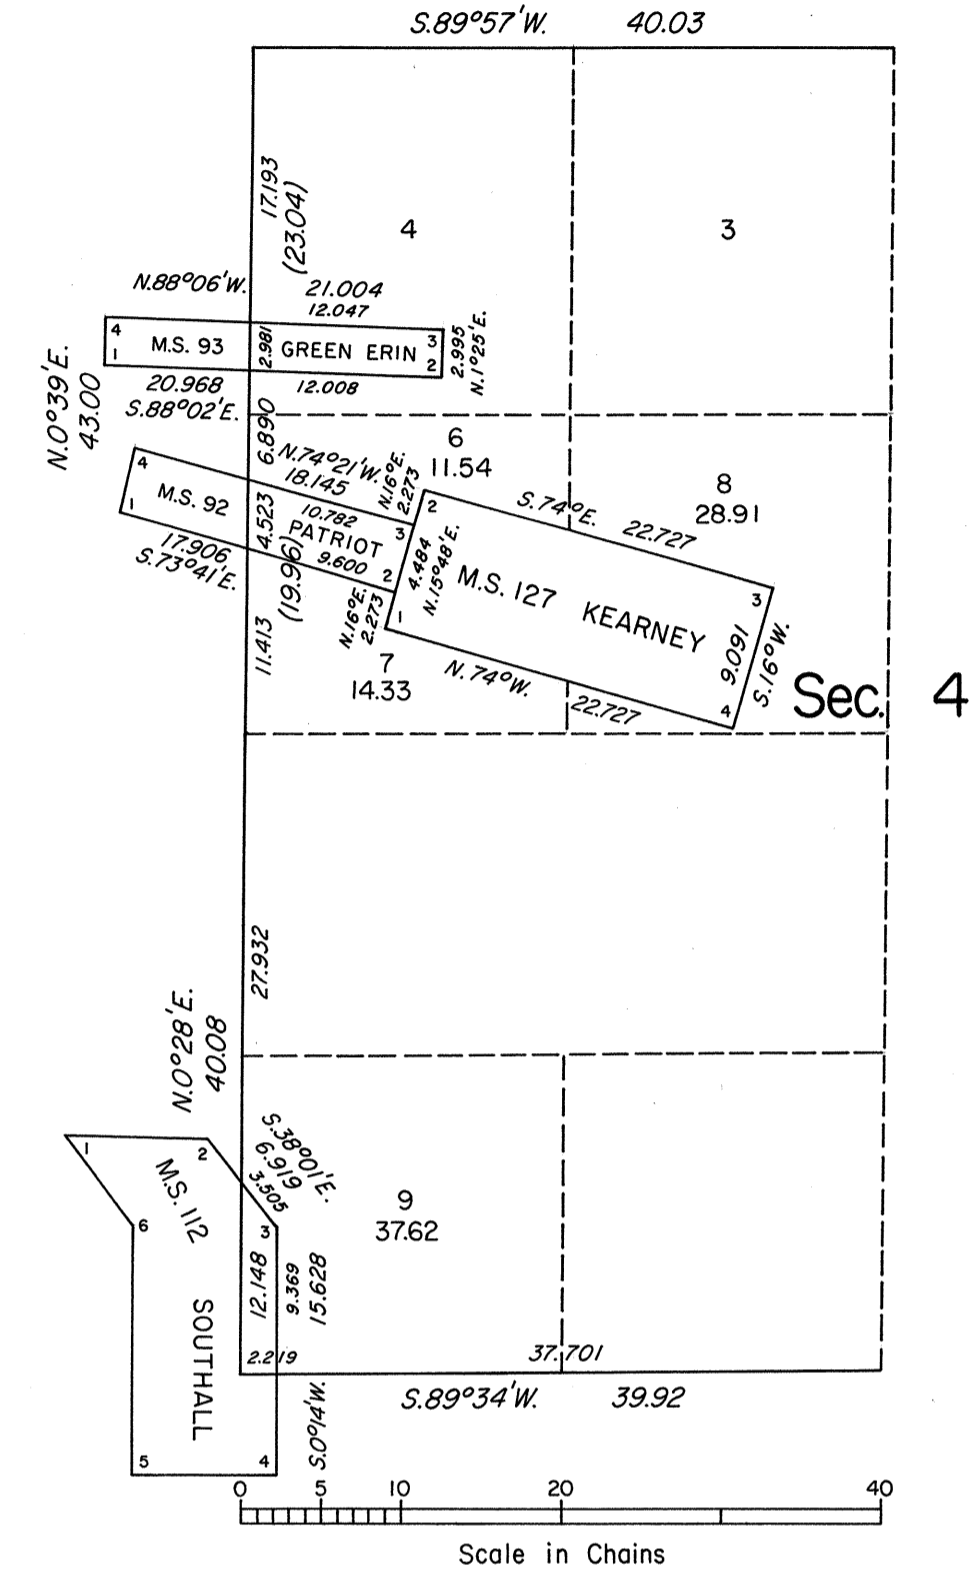 S.89°57'W. 40.03
17.193
(23.04)
4
3
N.88°06'W.
21.004
12.047
4
1
M.S. 93
2.981
GREEN ERIN
3
2
2.995
N.1°25'E.
N.0°39'E.
43.00
20.968
S.88°02'E.
12.008
6.890
6
11.54
8
28.91
N.74°21'W.
18.145
N.16°E.
2.273
4
1
M.S. 92
4.523
10.782
PATRIOT
9.600
3
2
17.906
S.73°41'E.
(19.96)
11.413
S.74°E. 22.727
2
4.484
N.15°48'E.
M.S. 127 KEARNEY
1
3
4
9.091
S.16°W.
N.16°E.
2.273
7
14.33
N.74°W. 22.727
Sec. 4
27.932
N.0°28'E.
40.08
1
2
S.38°01'E.
6.919
3.505
M.S. 112
SOUTHALL
6
3
9
37.62
12.148
9.369
15.628
2.219
37.701
S.89°34'W. 39.92
S.0°14'W.
5
4
0 5 10 20 40
Scale in Chains